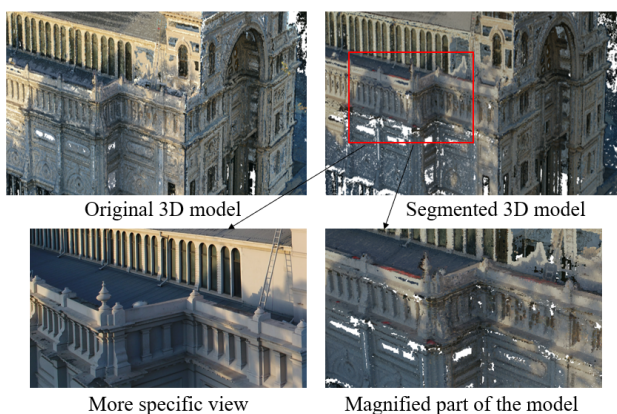 Original 3D model
Segmented 3D model
More specific view
Magnified part of the model